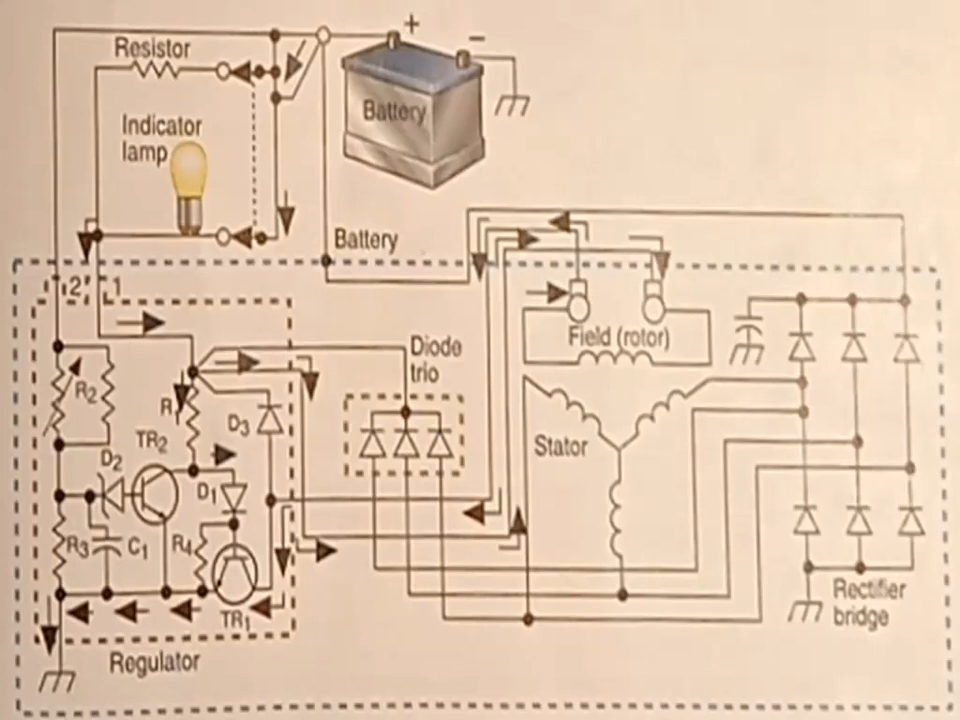 + −
Resistor
Battery
Indicator
lamp
Battery
2 1
Field (rotor)
Diode
trio
R2
R
D3
TR2
Stator
D2
D1
R3
C1
R4
Rectifier
bridge
TR1
Regulator